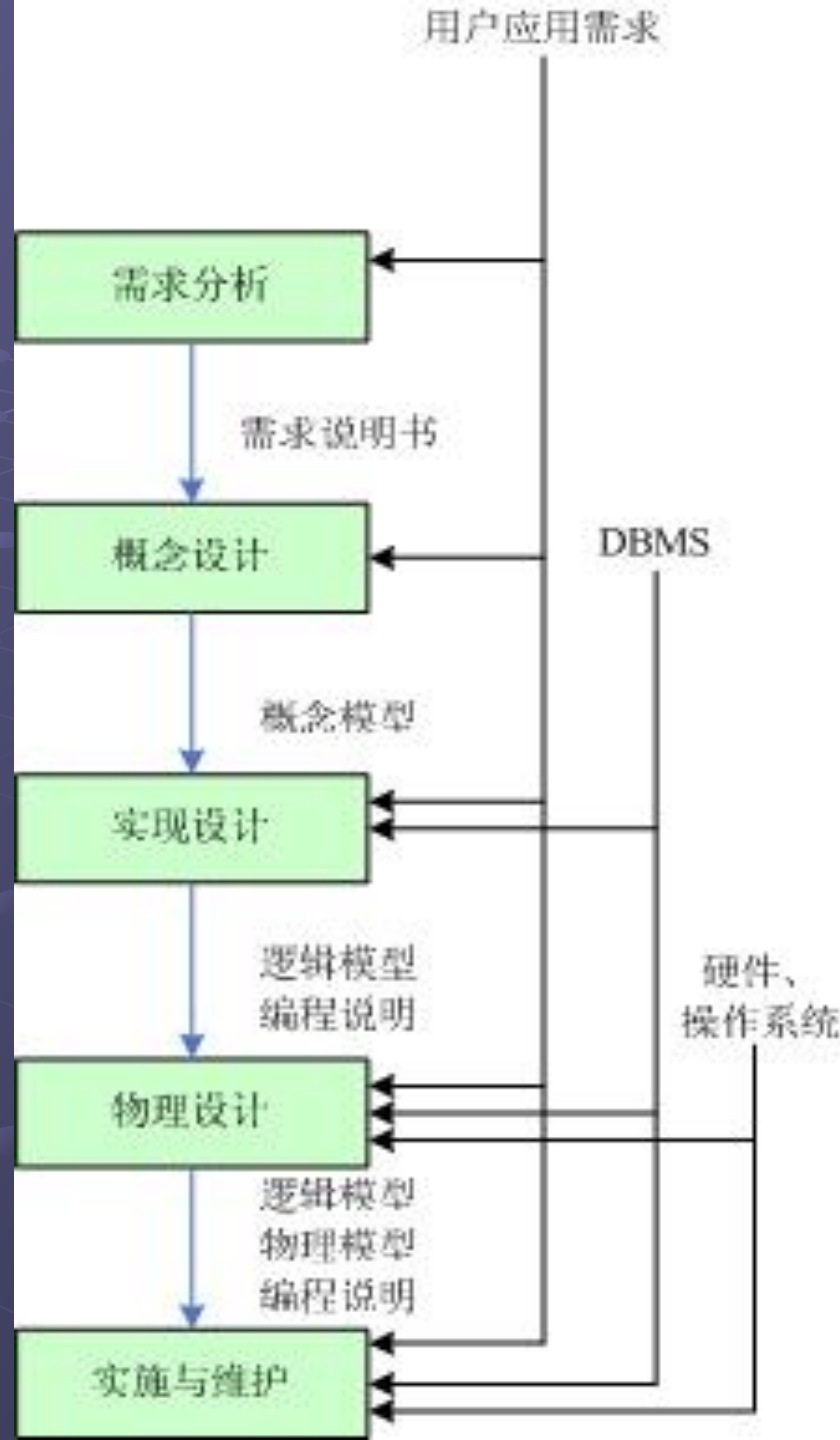 用户应用需求
需求分析
需求说明书
概念设计
DBMS
概念模型
实现设计
逻辑模型
编程说明
硬件、
操作系统
物理设计
逻辑模型
物理模型
编程说明
实施与维护